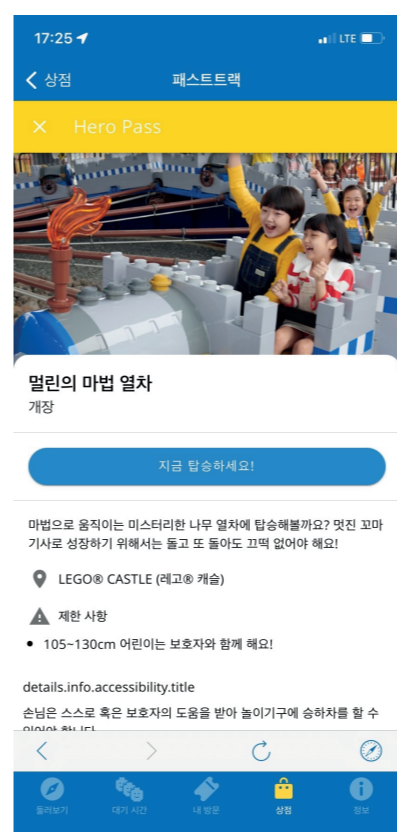 17:25
LTE
상점
패스트트랙
× Hero Pass
멀린의 마법 열차
개장
지금 탑승하세요!
마법으로 움직이는 미스터리한 나무 열차에 탑승해볼까요? 멋진 꼬마
기사로 성장하기 위해서는 돌고 또 돌아도 끄떡 없어야 해요!
LEGO® CASTLE (레고® 캐슬)
제한 사항
• 105~130cm 어린이는 보호자와 함께 해요!
details.info.accessibility.title
손님은 스스로 혹은 보호자의 도움을 받아 놀이기구에 승하차를 할 수
있어야 합니다
둘러보기
대기 시간
내 방문
상점
정보